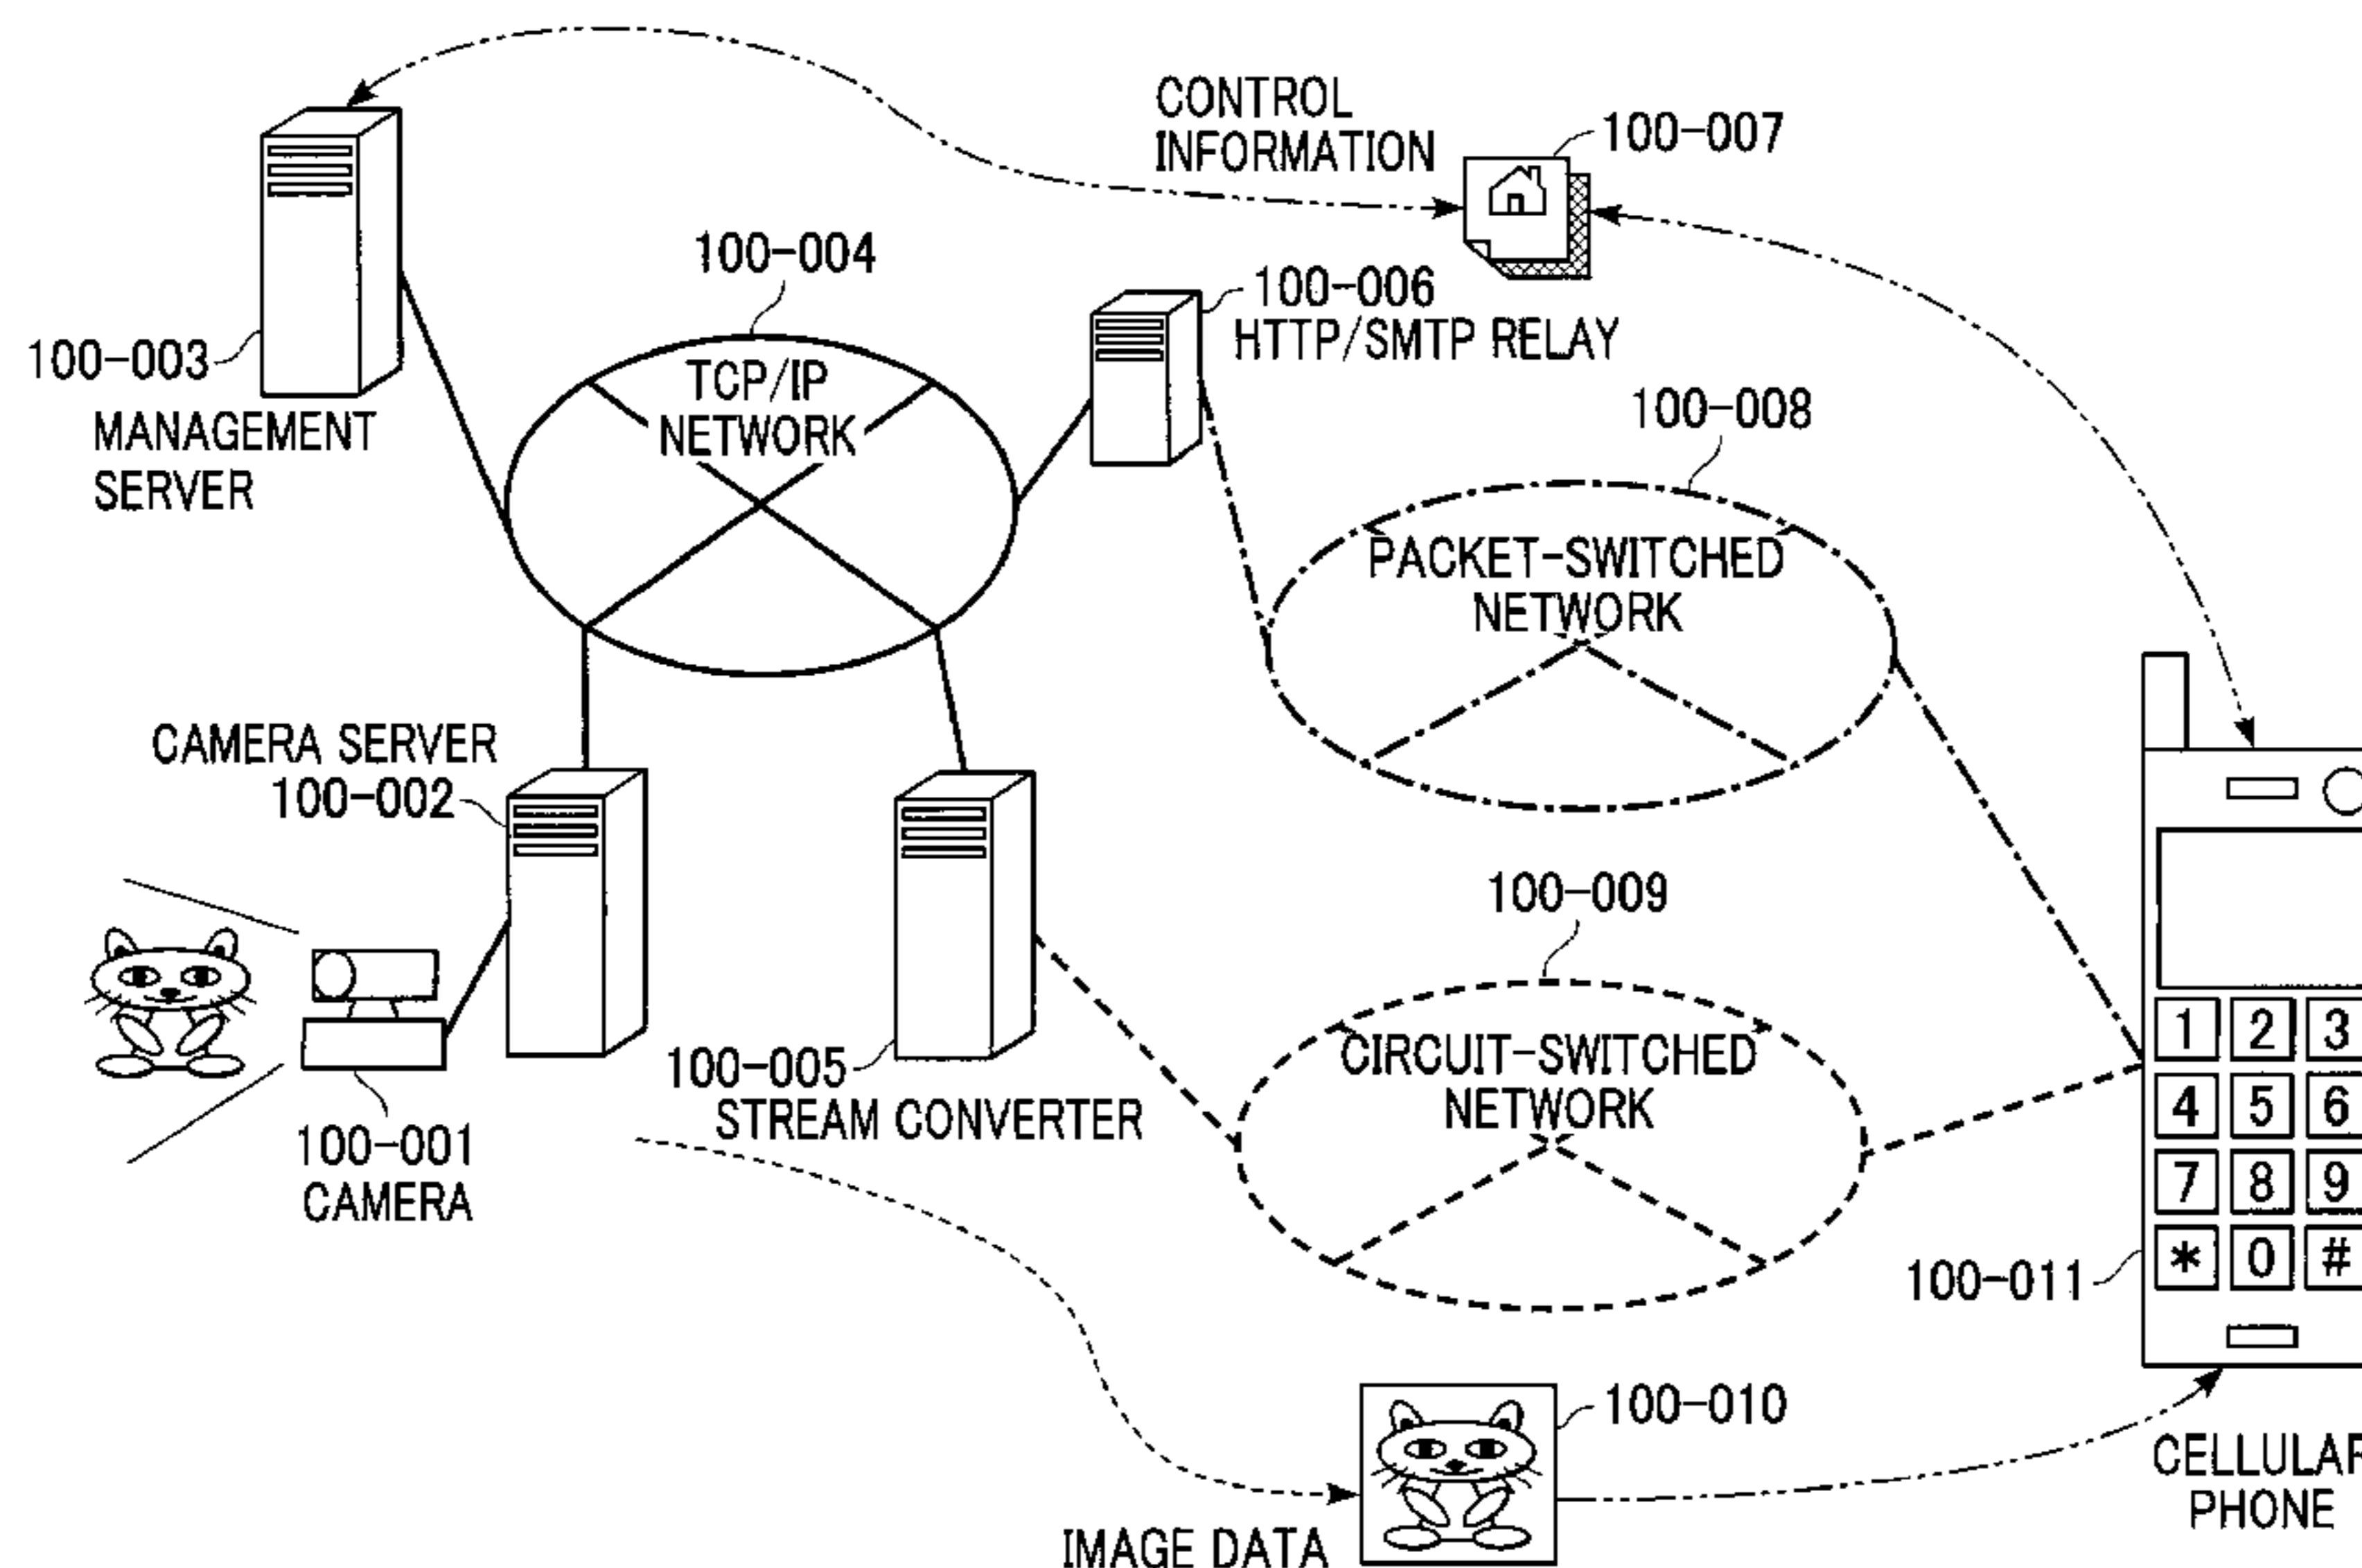 CONTROL
INFORMATION
100-007
100-004
100-006
HTTP/SMTP RELAY
100-003
MANAGEMENT
SERVER
TCP/IP
NETWORK
100-008
PACKET-SWITCHED
NETWORK
CAMERA SERVER
100-002
100-009
CIRCUIT-SWITCHED
NETWORK
100-005
STREAM CONVERTER
100-001
CAMERA
1 2 3
4 5 6
7 8 9
* 0 #
100-011
100-010
IMAGE DATA
CELLULAR
PHONE